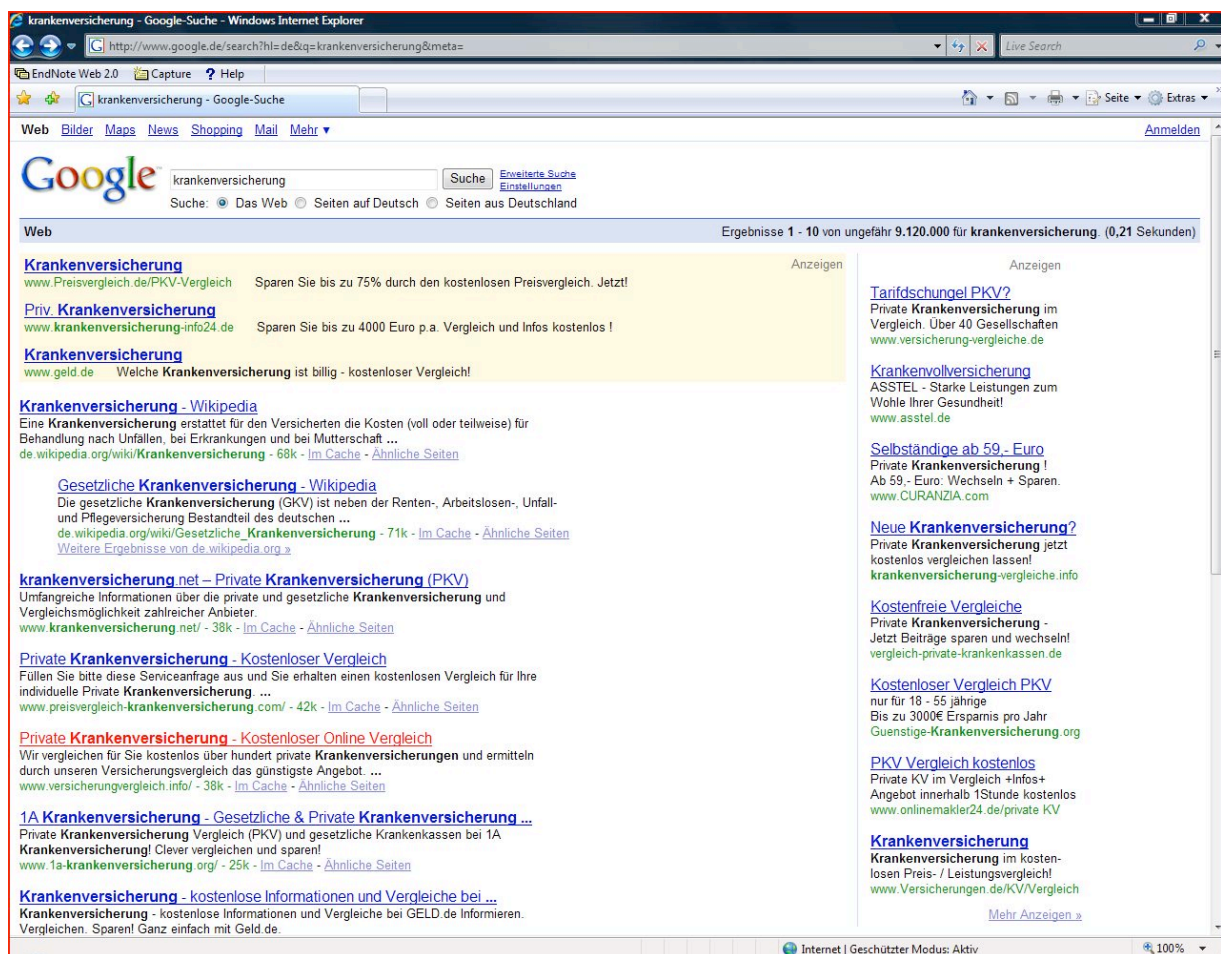 krankenversicherung - Google-Suche - Windows Internet Explorer
http://www.google.de/search?hl=de&q=krankenversicherung&meta=
Live Search
EndNote Web 2.0 Capture ? Help
krankenversicherung - Google-Suche
Seite Extras
Web Bilder Maps News Shopping Mail Mehr ▼
Anmelden
Google
krankenversicherung
Suche
Erweiterte Suche
Einstellungen
Suche: Das Web Seiten auf Deutsch Seiten aus Deutschland
Web
Ergebnisse 1 - 10 von ungefähr 9.120.000 für krankenversicherung. (0,21 Sekunden)
Krankenversicherung
Anzeigen
www.Preisvergleich.de/PKV-Vergleich Sparen Sie bis zu 75% durch den kostenlosen Preisvergleich. Jetzt!
Priv. Krankenversicherung
www.krankenversicherung-info24.de Sparen Sie bis zu 4000 Euro p.a. Vergleich und Infos kostenlos !
Krankenversicherung
www.geld.de Welche Krankenversicherung ist billig - kostenloser Vergleich!
Krankenversicherung - Wikipedia
Eine Krankenversicherung erstattet für den Versicherten die Kosten (voll oder teilweise) für
Behandlung nach Unfällen, bei Erkrankungen und bei Mutterschaft ...
de.wikipedia.org/wiki/Krankenversicherung - 68k - Im Cache - Ähnliche Seiten
Gesetzliche Krankenversicherung - Wikipedia
Die gesetzliche Krankenversicherung (GKV) ist neben der Renten-, Arbeitslosen-, Unfall-
und Pflegeversicherung Bestandteil des deutschen ...
de.wikipedia.org/wiki/Gesetzliche_Krankenversicherung - 71k - Im Cache - Ähnliche Seiten
Weitere Ergebnisse von de.wikipedia.org »
krankenversicherung.net – Private Krankenversicherung (PKV)
Umfangreiche Informationen über die private und gesetzliche Krankenversicherung und
Vergleichsmöglichkeit zahlreicher Anbieter.
www.krankenversicherung.net/ - 38k - Im Cache - Ähnliche Seiten
Private Krankenversicherung - Kostenloser Vergleich
Füllen Sie bitte diese Serviceanfrage aus und Sie erhalten einen kostenlosen Vergleich für Ihre
individuelle Private Krankenversicherung. ...
www.preisvergleich-krankenversicherung.com/ - 42k - Im Cache - Ähnliche Seiten
Private Krankenversicherung - Kostenloser Online Vergleich
Wir vergleichen für Sie kostenlos über hundert private Krankenversicherungen und ermitteln
durch unseren Versicherungsvergleich das günstigste Angebot. ...
www.versicherungvergleich.info/ - 38k - Im Cache - Ähnliche Seiten
1A Krankenversicherung - Gesetzliche & Private Krankenversicherung ...
Private Krankenversicherung Vergleich (PKV) und gesetzliche Krankenkassen bei 1A
Krankenversicherung! Clever vergleichen und sparen!
www.1a-krankenversicherung.org/ - 25k - Im Cache - Ähnliche Seiten
Krankenversicherung - kostenlose Informationen und Vergleiche bei ...
Krankenversicherung - kostenlose Informationen und Vergleiche bei GELD.de Informieren.
Vergleichen. Sparen! Ganz einfach mit Geld.de.
Anzeigen
Tarifdschungel PKV?
Private Krankenversicherung im
Vergleich. Über 40 Gesellschaften
www.versicherung-vergleiche.de
Krankenvollversicherung
ASSTEL - Starke Leistungen zum
Wohle Ihrer Gesundheit!
www.asstel.de
Selbständige ab 59,- Euro
Private Krankenversicherung !
Ab 59,- Euro: Wechseln + Sparen.
www.CURANZIA.com
Neue Krankenversicherung?
Private Krankenversicherung jetzt
kostenlos vergleichen lassen!
krankenversicherung-vergleiche.info
Kostenfreie Vergleiche
Private Krankenversicherung -
Jetzt Beiträge sparen und wechseln!
vergleich-private-krankenkassen.de
Kostenloser Vergleich PKV
nur für 18 - 55 jährige
Bis zu 3000€ Ersparnis pro Jahr
Guenstige-Krankenversicherung.org
PKV Vergleich kostenlos
Private KV im Vergleich +Infos+
Angebot innerhalb 1Stunde kostenlos
www.onlinemakler24.de/private KV
Krankenversicherung
Krankenversicherung im kosten-
losen Preis- / Leistungsvergleich!
www.Versicherungen.de/KV/Vergleich
Mehr Anzeigen »
Internet | Geschützter Modus: Aktiv
100%